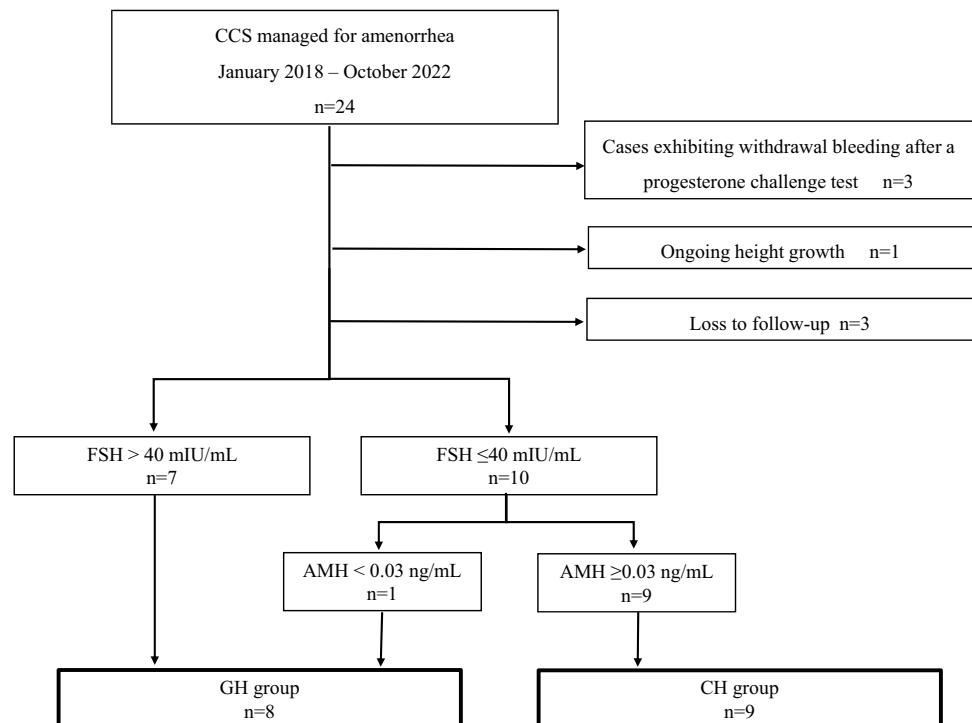 CCS managed for amenorrhea
January 2018 – October 2022
n=24
Cases exhibiting withdrawal bleeding after a
progesterone challenge test n=3
Ongoing height growth n=1
Loss to follow-up n=3
FSH > 40 mIU/mL
n=7
FSH ≤40 mIU/mL
n=10
AMH < 0.03 ng/mL
n=1
AMH ≥0.03 ng/mL
n=9
GH group
n=8
CH group
n=9